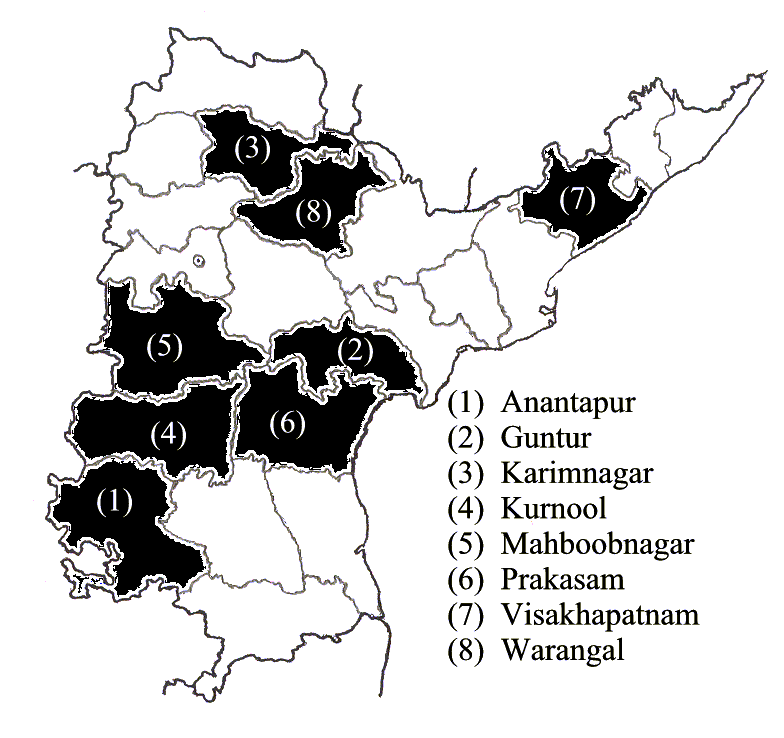 (3)
(8)
(7)
(5)
(2)
(4)
(6)
(1)
(1) Anantapur
(2) Guntur
(3) Karimnagar
(4) Kurnool
(5) Mahboobnagar
(6) Prakasam
(7) Visakhapatnam
(8) Warangal